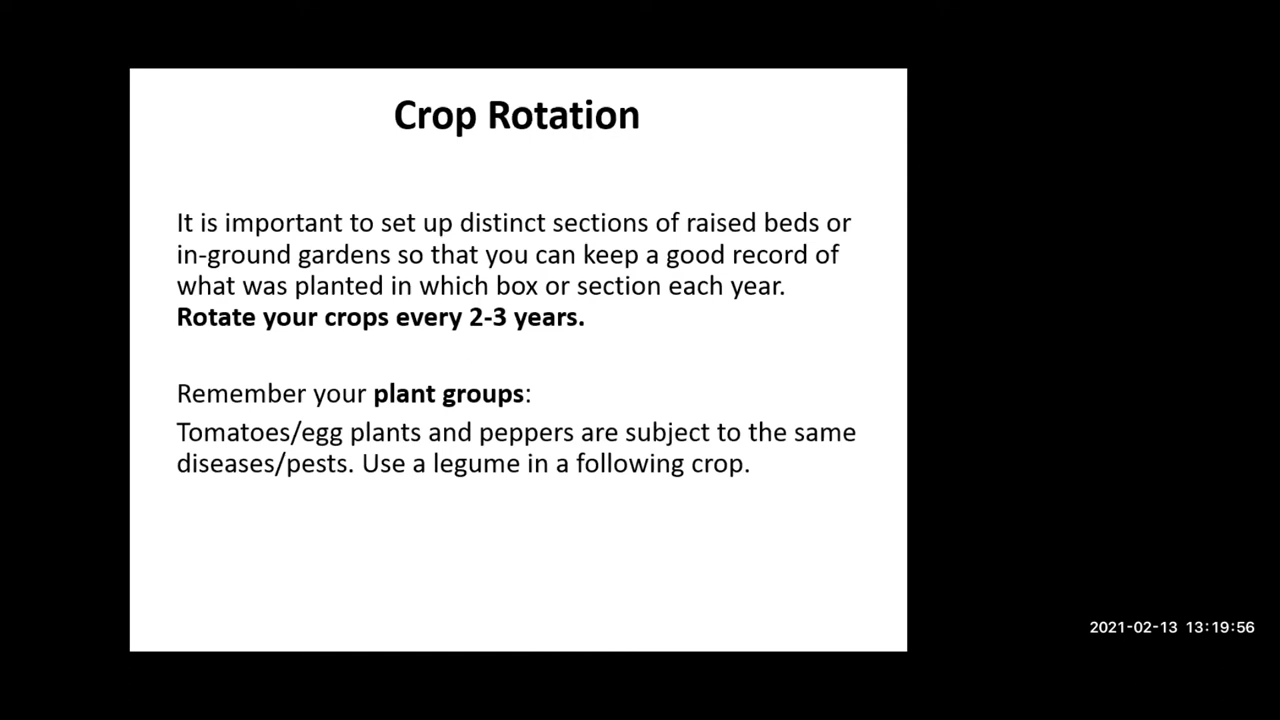 Crop Rotation
It is important to set up distinct sections of raised beds or
in-ground gardens so that you can keep a good record of
what was planted in which box or section each year.
Rotate your crops every 2-3 years.
Remember your plant groups:
Tomatoes/egg plants and peppers are subject to the same
diseases/pests. Use a legume in a following crop.
2021-02-13 13:19:56